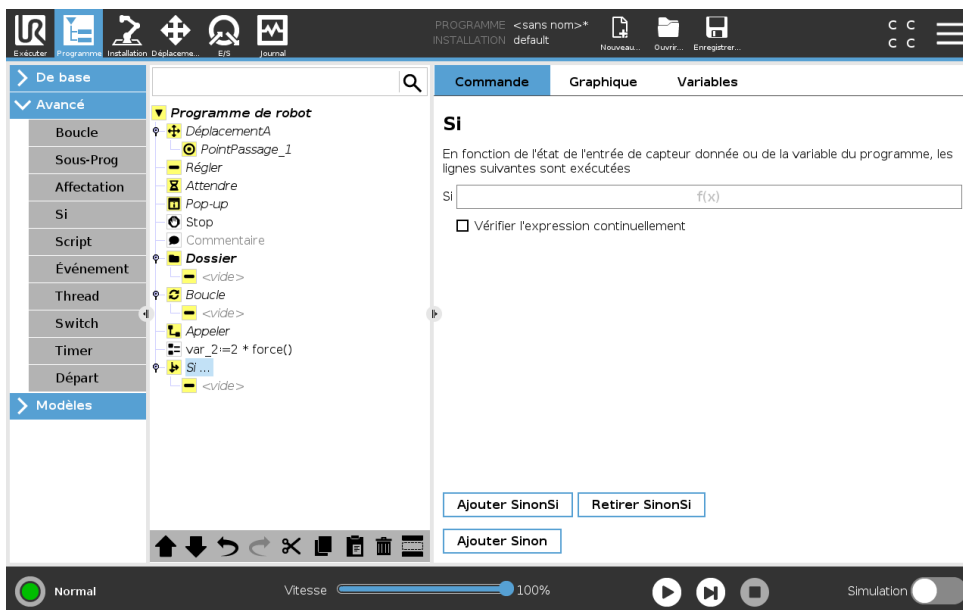 UR
PROGRAMME <sans nom>*
INSTALLATION default
C C
C C
Exécuter Programme Installation Déplaceme... E/S Journal Nouveau... Ouvrir... Enregistrer...
De base
Avancé
Boucle
Sous-Prog
Affectation
Si
Script
Événement
Thread
Switch
Timer
Départ
Modèles
Programme de robot
DéplacementA
PointPassage_1
Régler
Attendre
Pop-up
Stop
Commentaire
Dossier
<vide>
Boucle
<vide>
Appeler
var_2≔2 * force()
Si ...
<vide>
Commande Graphique Variables
Si
En fonction de l'état de l'entrée de capteur donnée ou de la variable du programme, les
lignes suivantes sont exécutées
Si f(x)
Vérifier l'expression continuellement
Ajouter SinonSi Retirer SinonSi
Ajouter Sinon
Normal Vitesse 100% Simulation